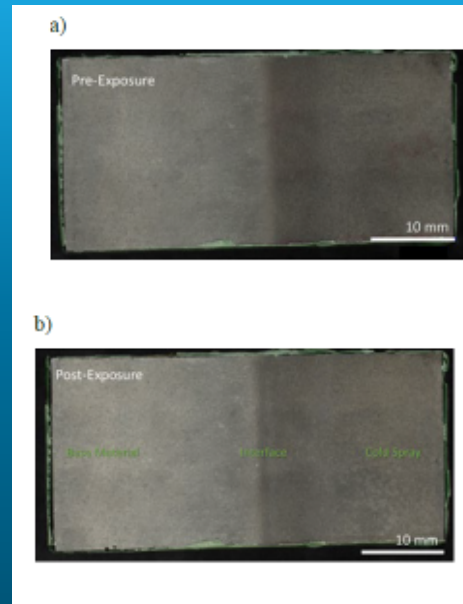 a)
Pre-Exposure
10 mm
b)
Post-Exposure
Base Material Interface Cold Spray
10 mm